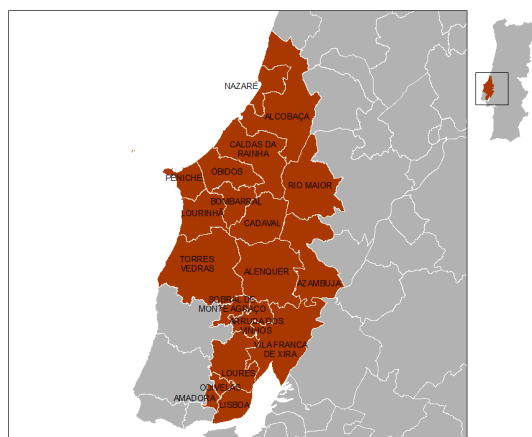 NAZARÉ
ALCOBAÇA
CALDAS DA
RAINHA
PENICHE
ÓBIDOS
RIO MAIOR
BOMBARRAL
LOURINHÃ
CADAVAL
TORRES
VEDRAS
ALENQUER
AZAMBUJA
SOBRAL DE
MONTE AGRAÇO
ARRUDA DOS
VINHOS
VILA FRANCA
DE XIRA
LOURES
ODIVELAS
AMADORA
LISBOA